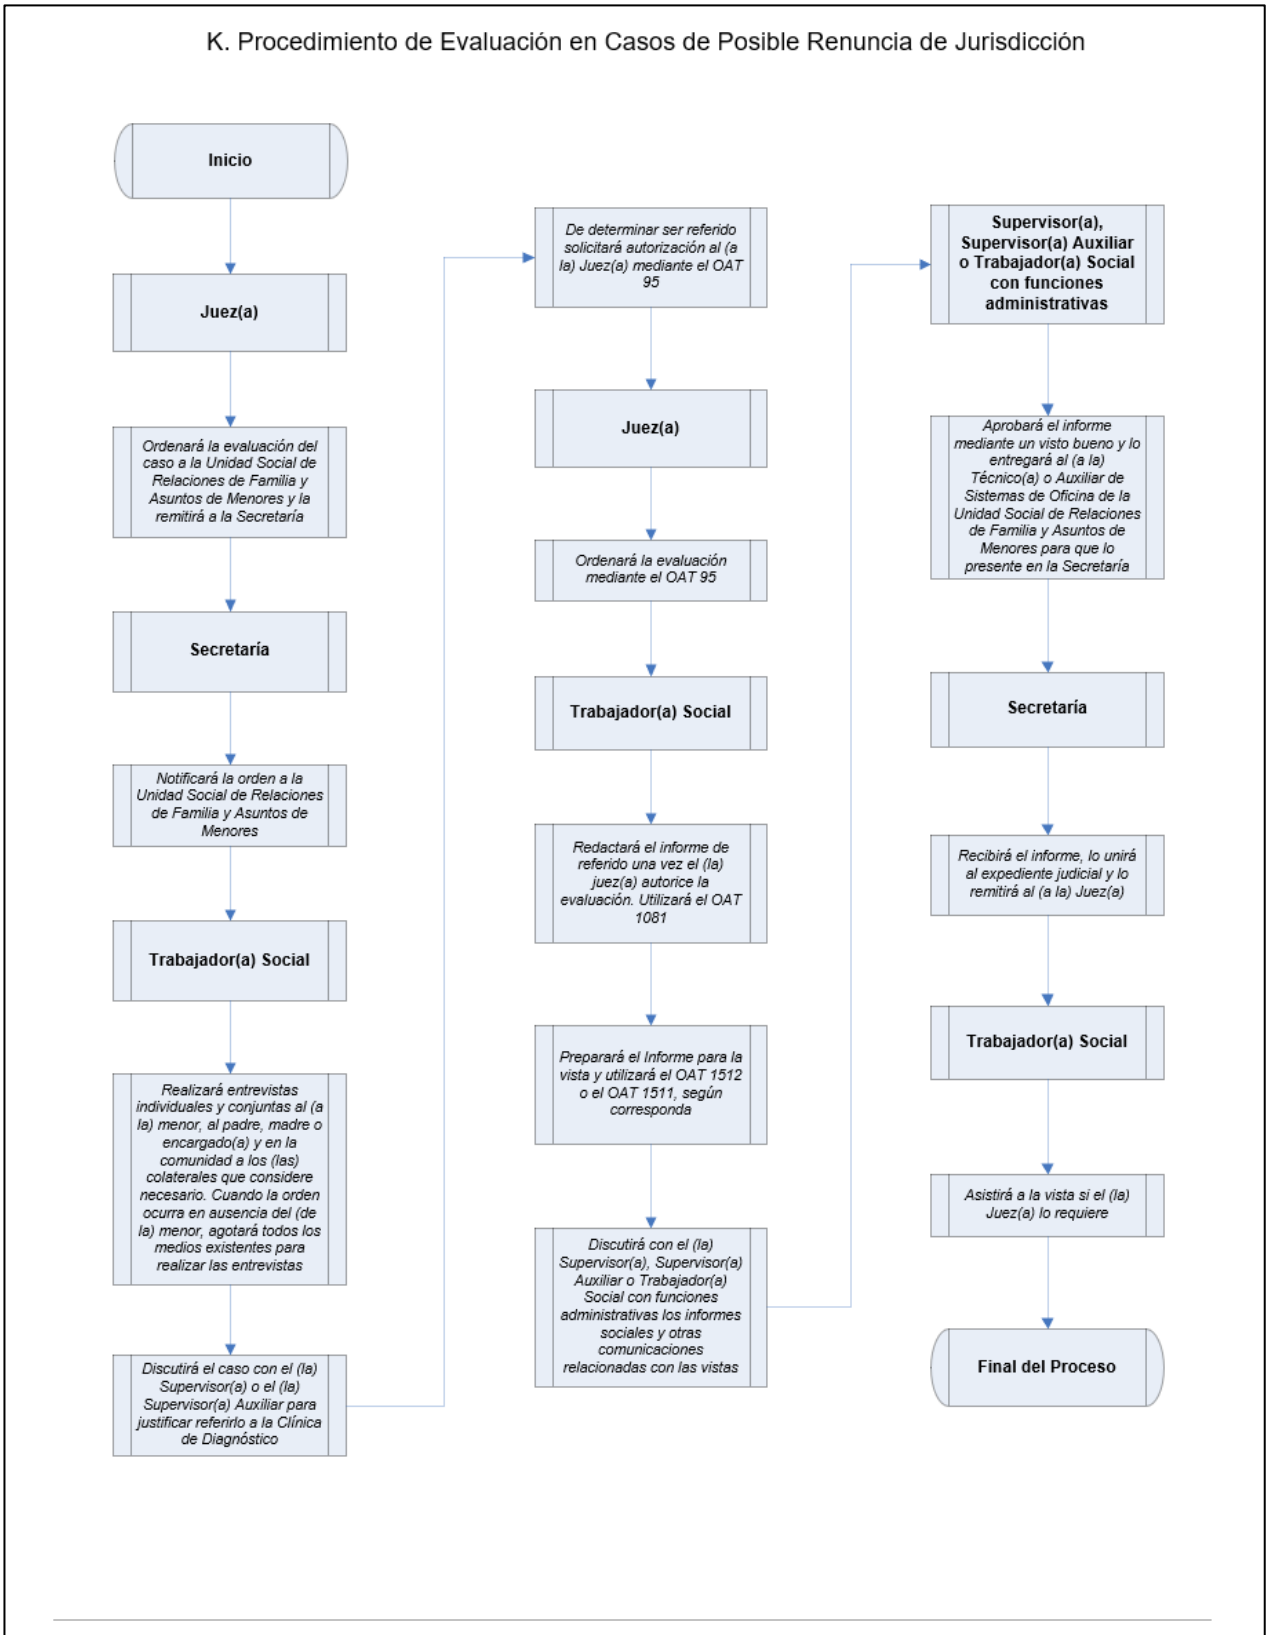 K. Procedimiento de Evaluación en Casos de Posible Renuncia de Jurisdicción
Inicio
Juez(a)
Ordenará la evaluación del
caso a la Unidad Social de
Relaciones de Familia y
Asuntos de Menores y la
remitirá a la Secretaría
Secretaría
Notificará la orden a la
Unidad Social de Relaciones
de Familia y Asuntos de
Menores
Trabajador(a) Social
Realizará entrevistas
individuales y conjuntas al (a
la) menor, al padre, madre o
encargado(a) y en la
comunidad a los (las)
colaterales que considere
necesario. Cuando la orden
ocurra en ausencia del (de
la) menor, agotará todos los
medios existentes para
realizar las entrevistas
Discutirá el caso con el (la)
Supervisor(a) o el (la)
Supervisor(a) Auxiliar para
justificar referirlo a la Clínica
de Diagnóstico
De determinar ser referido
solicitará autorización al (a
la) Juez(a) mediante el OAT
95
Juez(a)
Ordenará la evaluación
mediante el OAT 95
Trabajador(a) Social
Redactará el informe de
referido una vez el (la)
juez(a) autorice la
evaluación. Utilizará el OAT
1081
Preparará el Informe para la
vista y utilizará el OAT 1512
o el OAT 1511, según
corresponda
Discutirá con el (la)
Supervisor(a), Supervisor(a)
Auxiliar o Trabajador(a)
Social con funciones
administrativas los informes
sociales y otras
comunicaciones
relacionadas con las vistas
Supervisor(a),
Supervisor(a) Auxiliar
o Trabajador(a) Social
con funciones
administrativas
Aprobará el informe
mediante un visto bueno y lo
entregará al (a la)
Técnico(a) o Auxiliar de
Sistemas de Oficina de la
Unidad Social de Relaciones
de Familia y Asuntos de
Menores para que lo
presente en la Secretaría
Secretaría
Recibirá el informe, lo unirá
al expediente judicial y lo
remitirá al (a la) Juez(a)
Trabajador(a) Social
Asistirá a la vista si el (la)
Juez(a) lo requiere
Final del Proceso